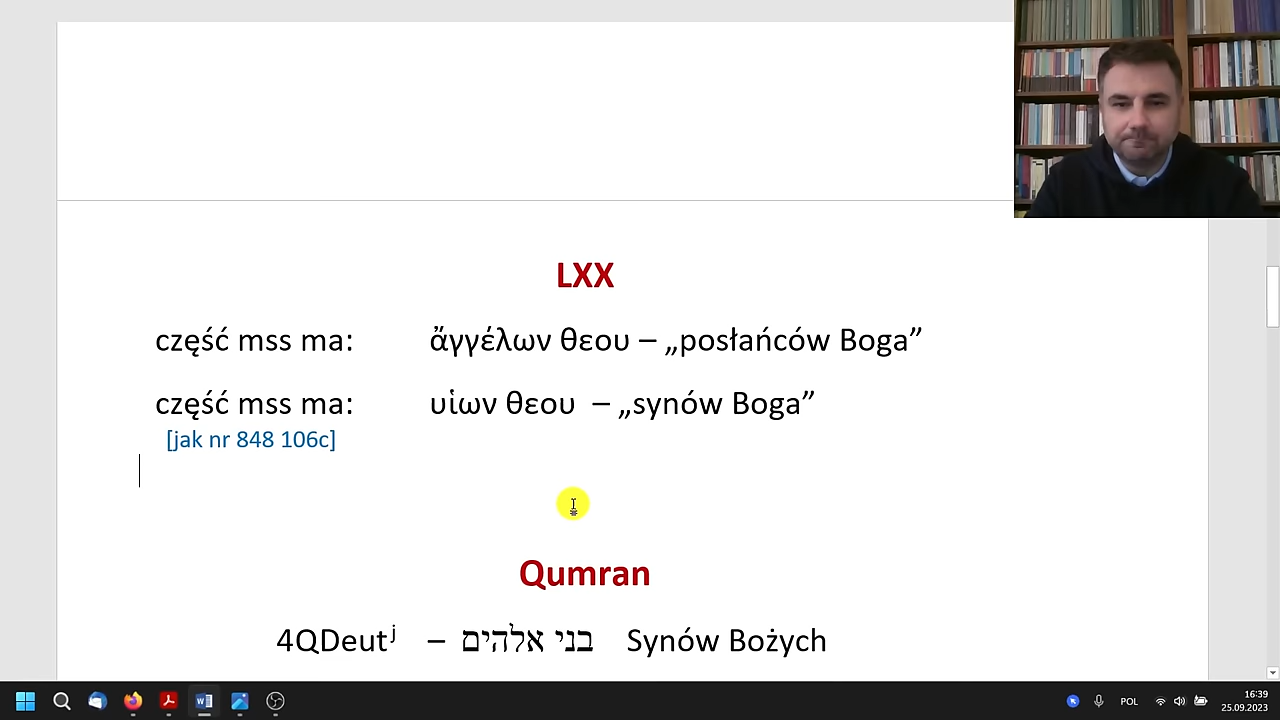 LXX
część mss ma: ἄγγέλων θεου – „posłańców Boga”
część mss ma: υἱων θεου – „synów Boga”
[jak nr 848 106c]
Qumran
4QDeutʲ – בני אלהים Synów Bożych
POL
16:39
25.09.2023